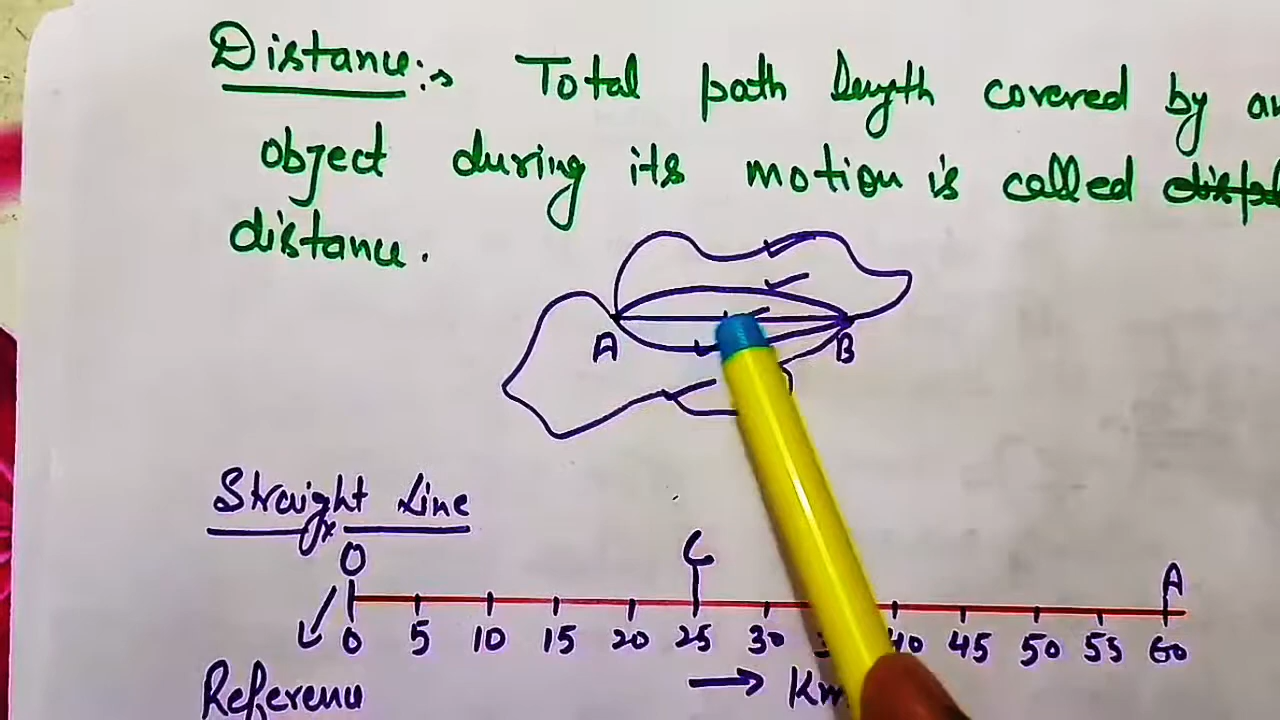 Distance:→ Total path length covered by an
object during its motion is called
distance.
A B
Straight Line
O C A
0 5 10 15 20 25 30 40 45 50 55 60
→ Km
Reference